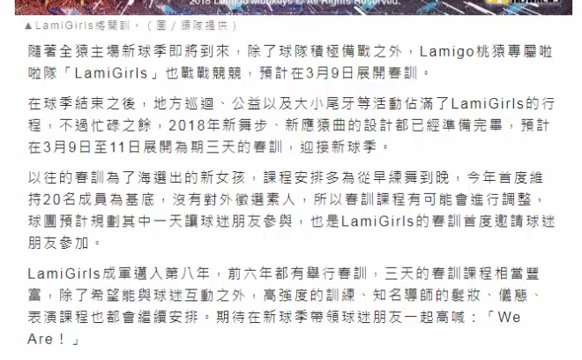 2018 Lamigo Monkeys © All Rights Reserved.
▲LamiGirls將開訓。（圖／猿隊提供）
隨著全猿主場新球季即將到來，除了球隊積極備戰之外，Lamigo桃猿專屬啦
啦隊「LamiGirls」也戰戰兢兢，預計在3月9日展開春訓。
在球季結束之後，地方巡迴、公益以及大小尾牙等活動佔滿了LamiGirls的行
程，不過忙碌之餘，2018年新舞步、新應猿曲的設計都已經準備完畢，預計
在3月9日至11日展開為期三天的春訓，迎接新球季。
以往的春訓為了海選出的新女孩，課程安排多為從早練舞到晚，今年首度維
持20名成員為基底，沒有對外徵選素人，所以春訓課程有可能會進行調整，
球團預計規劃其中一天讓球迷朋友參與，也是LamiGirls的春訓首度邀請球迷
朋友參加。
LamiGirls成軍邁入第八年，前六年都有舉行春訓，三天的春訓課程相當豐
富，除了希望能與球迷互動之外，高強度的訓練、知名導師的髮妝、儀態、
表演課程也都會繼續安排。期待在新球季帶領球迷朋友一起高喊：「We
Are！」